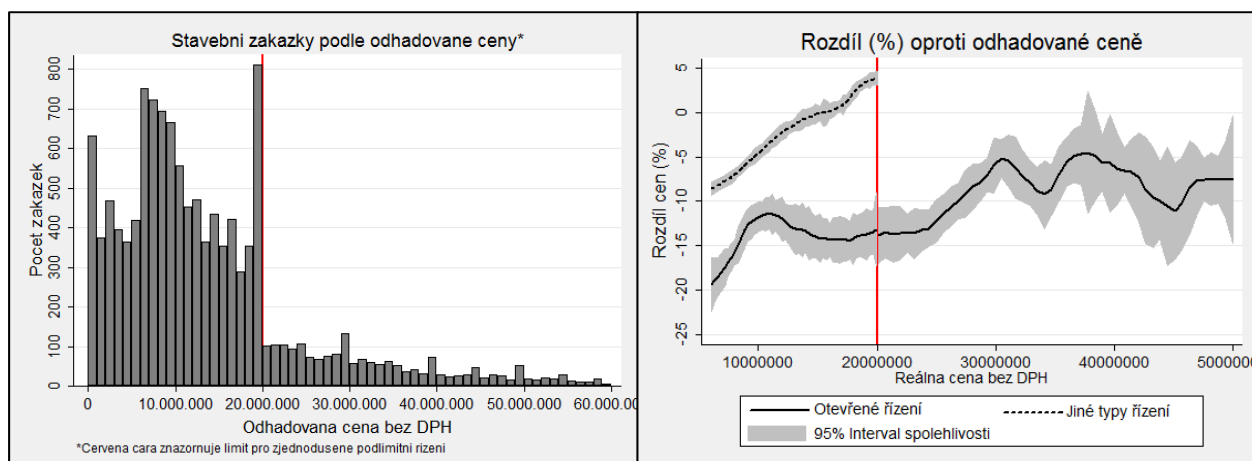 Stavebni zakazky podle odhadovane ceny*
Pocet zakazek
800
700
600
500
400
300
200
100
0
0
10.000.000
20.000.000
30.000.000
40.000.000
50.000.000
60.000.00
Odhadovana cena bez DPH
*Cervena cara znazornuje limit pro zjednodusene podlimitni rizeni
Rozdíl (%) oproti odhadované ceně
Rozdíl cen (%)
5
0
-5
-10
-15
-20
-25
10000000
20000000
30000000
40000000
5000000
Reálna cena bez DPH
Otevřené řízení
Jiné typy řízení
95% Interval spolehlivosti